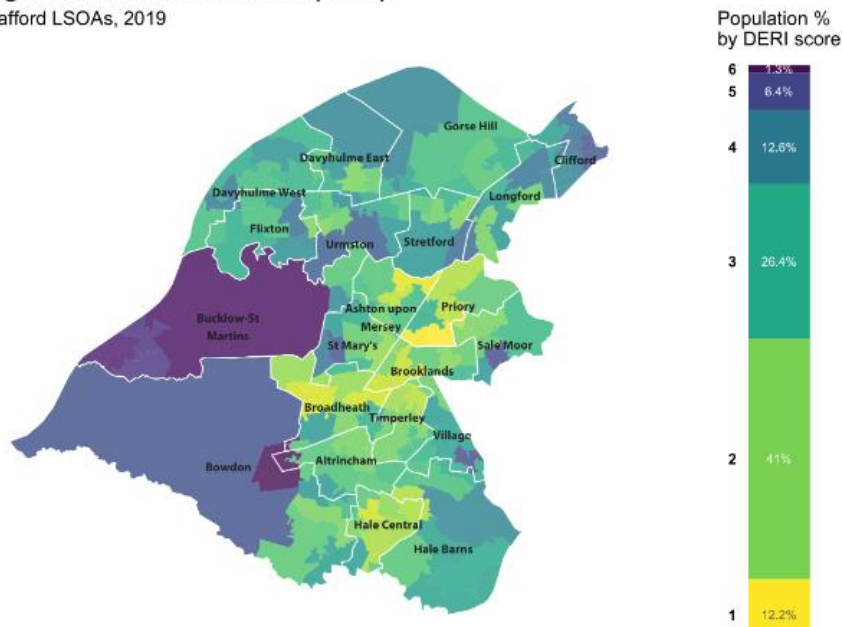 afford LSOAs, 2019
Population %
by DERI score
6 1.3%
5 6.4%
4 12.6%
3 26.4%
2 41%
1 12.2%
Gorse Hill
Davyhulme East
Clifford
Davyhulme West
Longford
Flixton
Urmston
Stretford
Ashton upon
Mersey
Priory
Bucklow-St
Martins
St Mary's
Sale Moor
Brooklands
Broadheath
Timperley
Village
Bowdon
Altrincham
Hale Central
Hale Barns